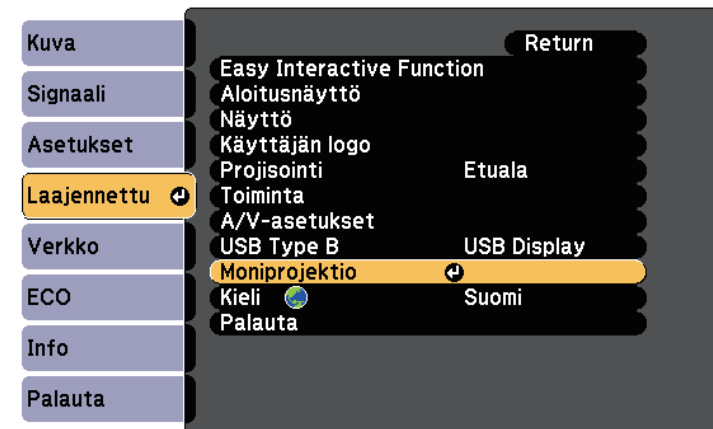 Kuva
Signaali
Asetukset
Laajennettu
Verkko
ECO
Info
Palauta
Return
Easy Interactive Function
Aloitusnäyttö
Näyttö
Käyttäjän logo
Projisointi Etuala
Toiminta
A/V-asetukset
USB Type B USB Display
Moniprojektio
Kieli Suomi
Palauta